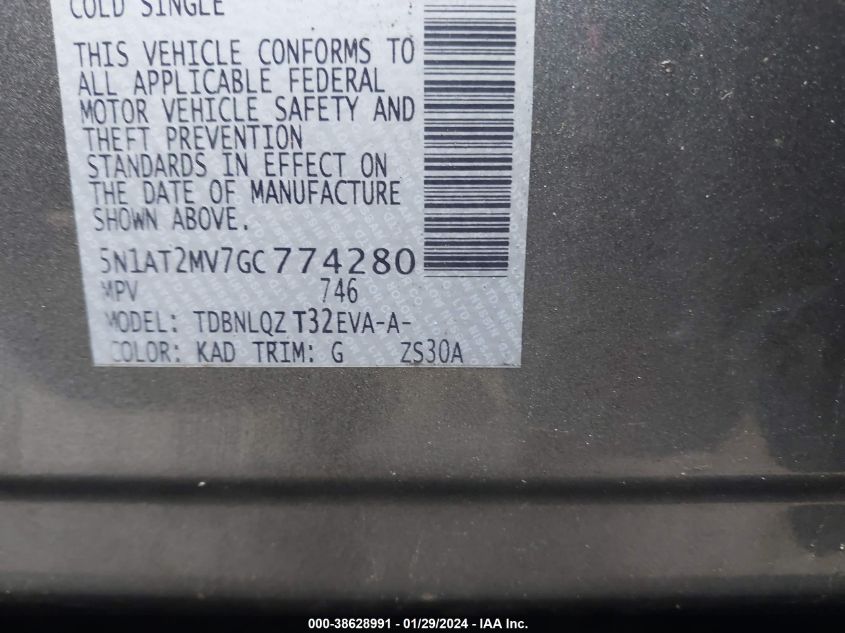 COLD SINGLE
THIS VEHICLE CONFORMS TO
ALL APPLICABLE FEDERAL
MOTOR VEHICLE SAFETY AND
THEFT PREVENTION
STANDARDS IN EFFECT ON
THE DATE OF MANUFACTURE
SHOWN ABOVE.
5N1AT2MV7GC774280
MPV 746
MODEL: TDBNLQZ T32EVA-A-
COLOR: KAD TRIM: G ZS30A
000-38628991 - 01/29/2024 - IAA Inc.